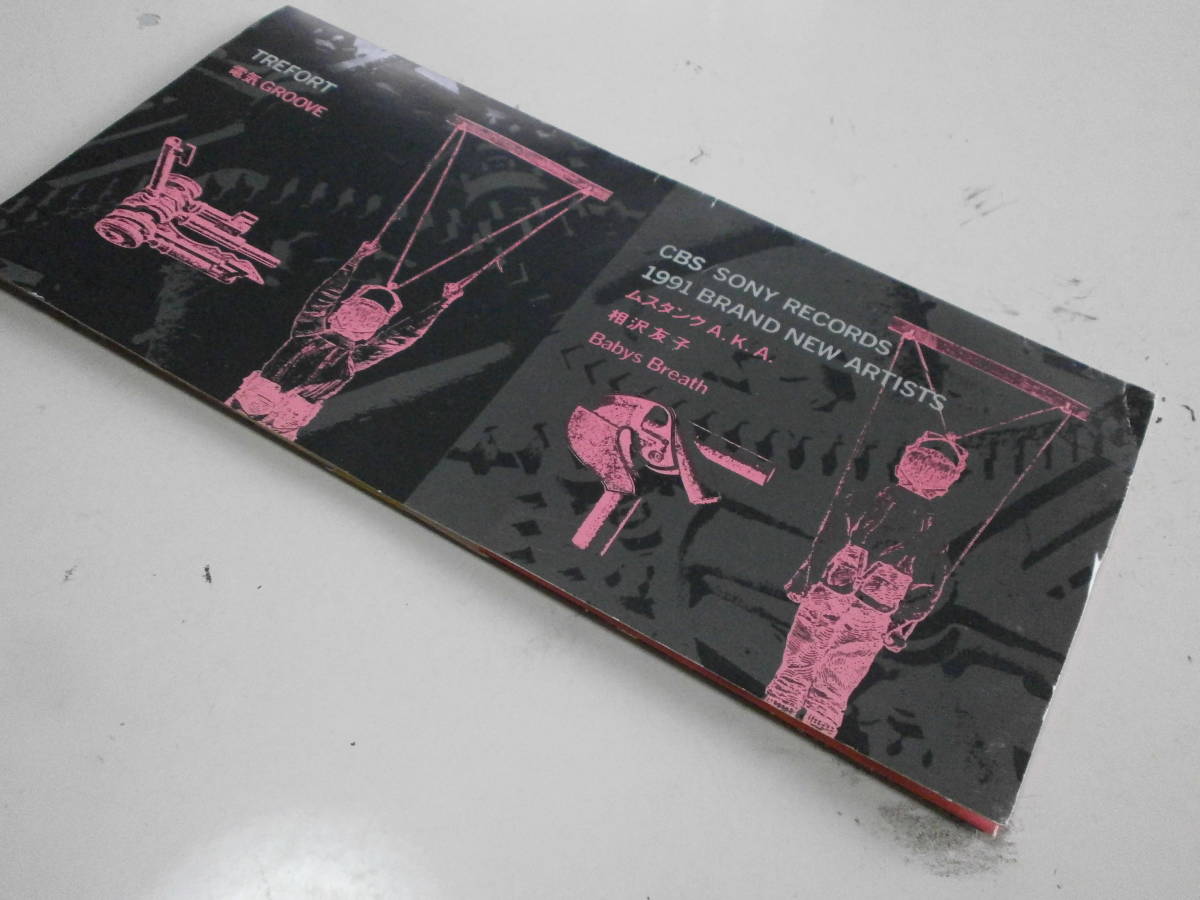 TREFORT
電気 GROOVE
CBS SONY RECORDS
1991 BRAND NEW ARTISTS
ムスタング A.K.A.
相沢友子
Babys Breath